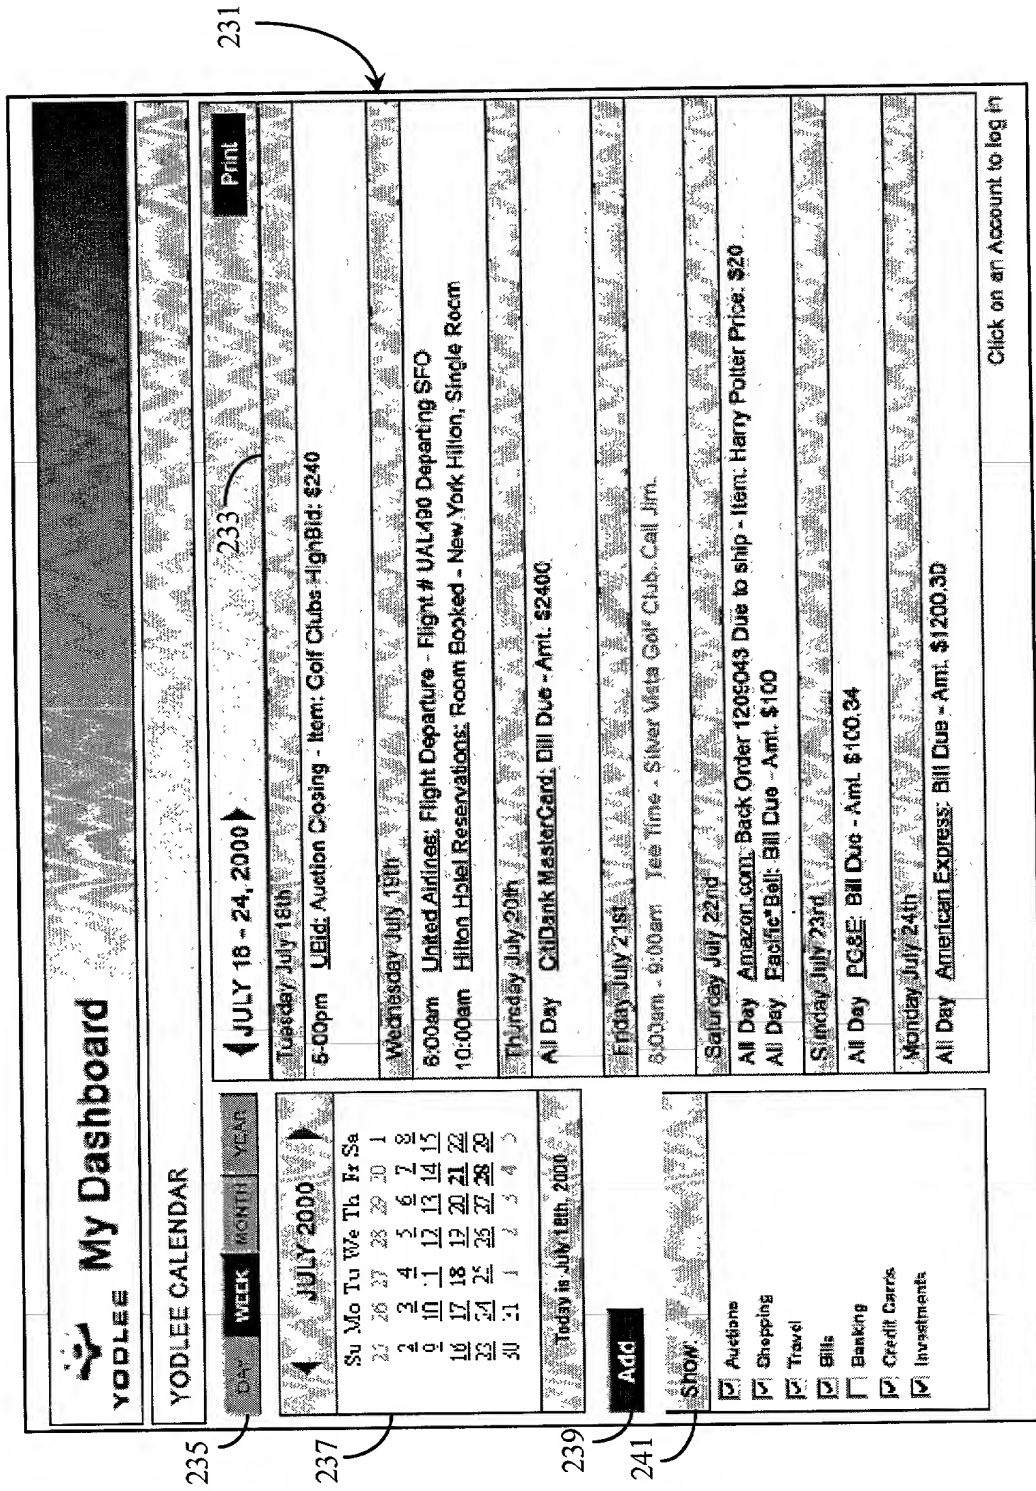 231
YODLEE My Dashboard
YODLEE CALENDAR
235
DAY WEEK MONTH YEAR
JULY 2000
Su Mo Tu We Th Fr Sa
25 26 27 28 29 30 1
2 3 4 5 6 7 8
9 10 11 12 13 14 15
16 17 18 19 20 21 22
23 24 25 26 27 28 29
30 31 1 2 3 4 5
Today is July 18th, 2000
237
239
Add
241
Show:
Auctions
Shopping
Travel
Bills
Banking
Credit Cards
Investments
JULY 18 - 24, 2000
233
Print
Tuesday July 18th
5:00pm UBid: Auction Closing - Item: Golf Clubs HighBid: $240
Wednesday July 19th
6:00am United Airlines: Flight Departure - Flight # UAL490 Departing SFO
10:00am Hilton Hotel Reservations: Room Booked - New York Hilton, Single Room
Thursday July 20th
All Day CitiBank MasterCard: Bill Due - Amt. $2400
Friday July 21st
8:00am - 9:00am Tee Time - Silver Vista Golf Club. Call Jim.
Saturday July 22nd
All Day Amazon.com: Back Order 1209043 Due to ship - Item: Harry Potter Price: $20
All Day Pacific*Bell: Bill Due - Amt. $100
Sunday July 23rd
All Day PG&E: Bill Due - Amt. $100.34
Monday July 24th
All Day American Express: Bill Due - Amt. $1200.30
Click on an Account to log in